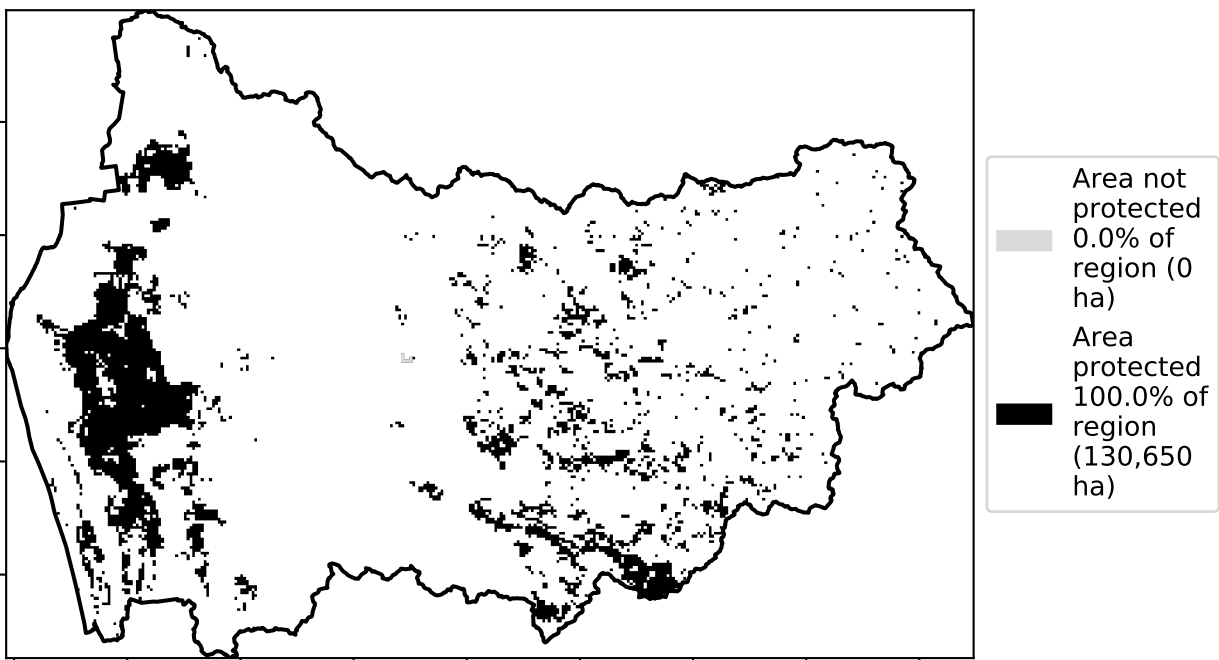 Area not
protected
0.0% of
region (0
ha)
Area
protected
100.0% of
region
(130,650
ha)